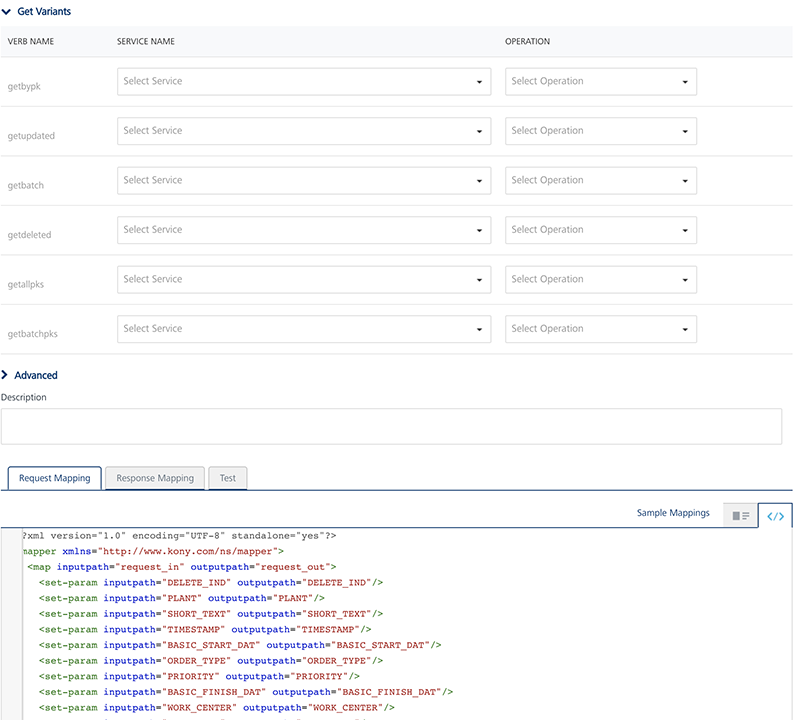 Get Variants
VERB NAME SERVICE NAME OPERATION
getbypk Select Service Select Operation
getupdated Select Service Select Operation
getbatch Select Service Select Operation
getdeleted Select Service Select Operation
getallpks Select Service Select Operation
getbatchpks Select Service Select Operation
Advanced
Description
Request Mapping Response Mapping Test
Sample Mappings </>
?xml version="1.0" encoding="UTF-8" standalone="yes"?>
mapper xmlns="http://www.kony.com/ns/mapper">
<map inputpath="request_in" outputpath="request_out">
<set-param inputpath="DELETE_IND" outputpath="DELETE_IND"/>
<set-param inputpath="PLANT" outputpath="PLANT"/>
<set-param inputpath="SHORT_TEXT" outputpath="SHORT_TEXT"/>
<set-param inputpath="TIMESTAMP" outputpath="TIMESTAMP"/>
<set-param inputpath="BASIC_START_DAT" outputpath="BASIC_START_DAT"/>
<set-param inputpath="ORDER_TYPE" outputpath="ORDER_TYPE"/>
<set-param inputpath="PRIORITY" outputpath="PRIORITY"/>
<set-param inputpath="BASIC_FINISH_DAT" outputpath="BASIC_FINISH_DAT"/>
<set-param inputpath="WORK_CENTER" outputpath="WORK_CENTER"/>